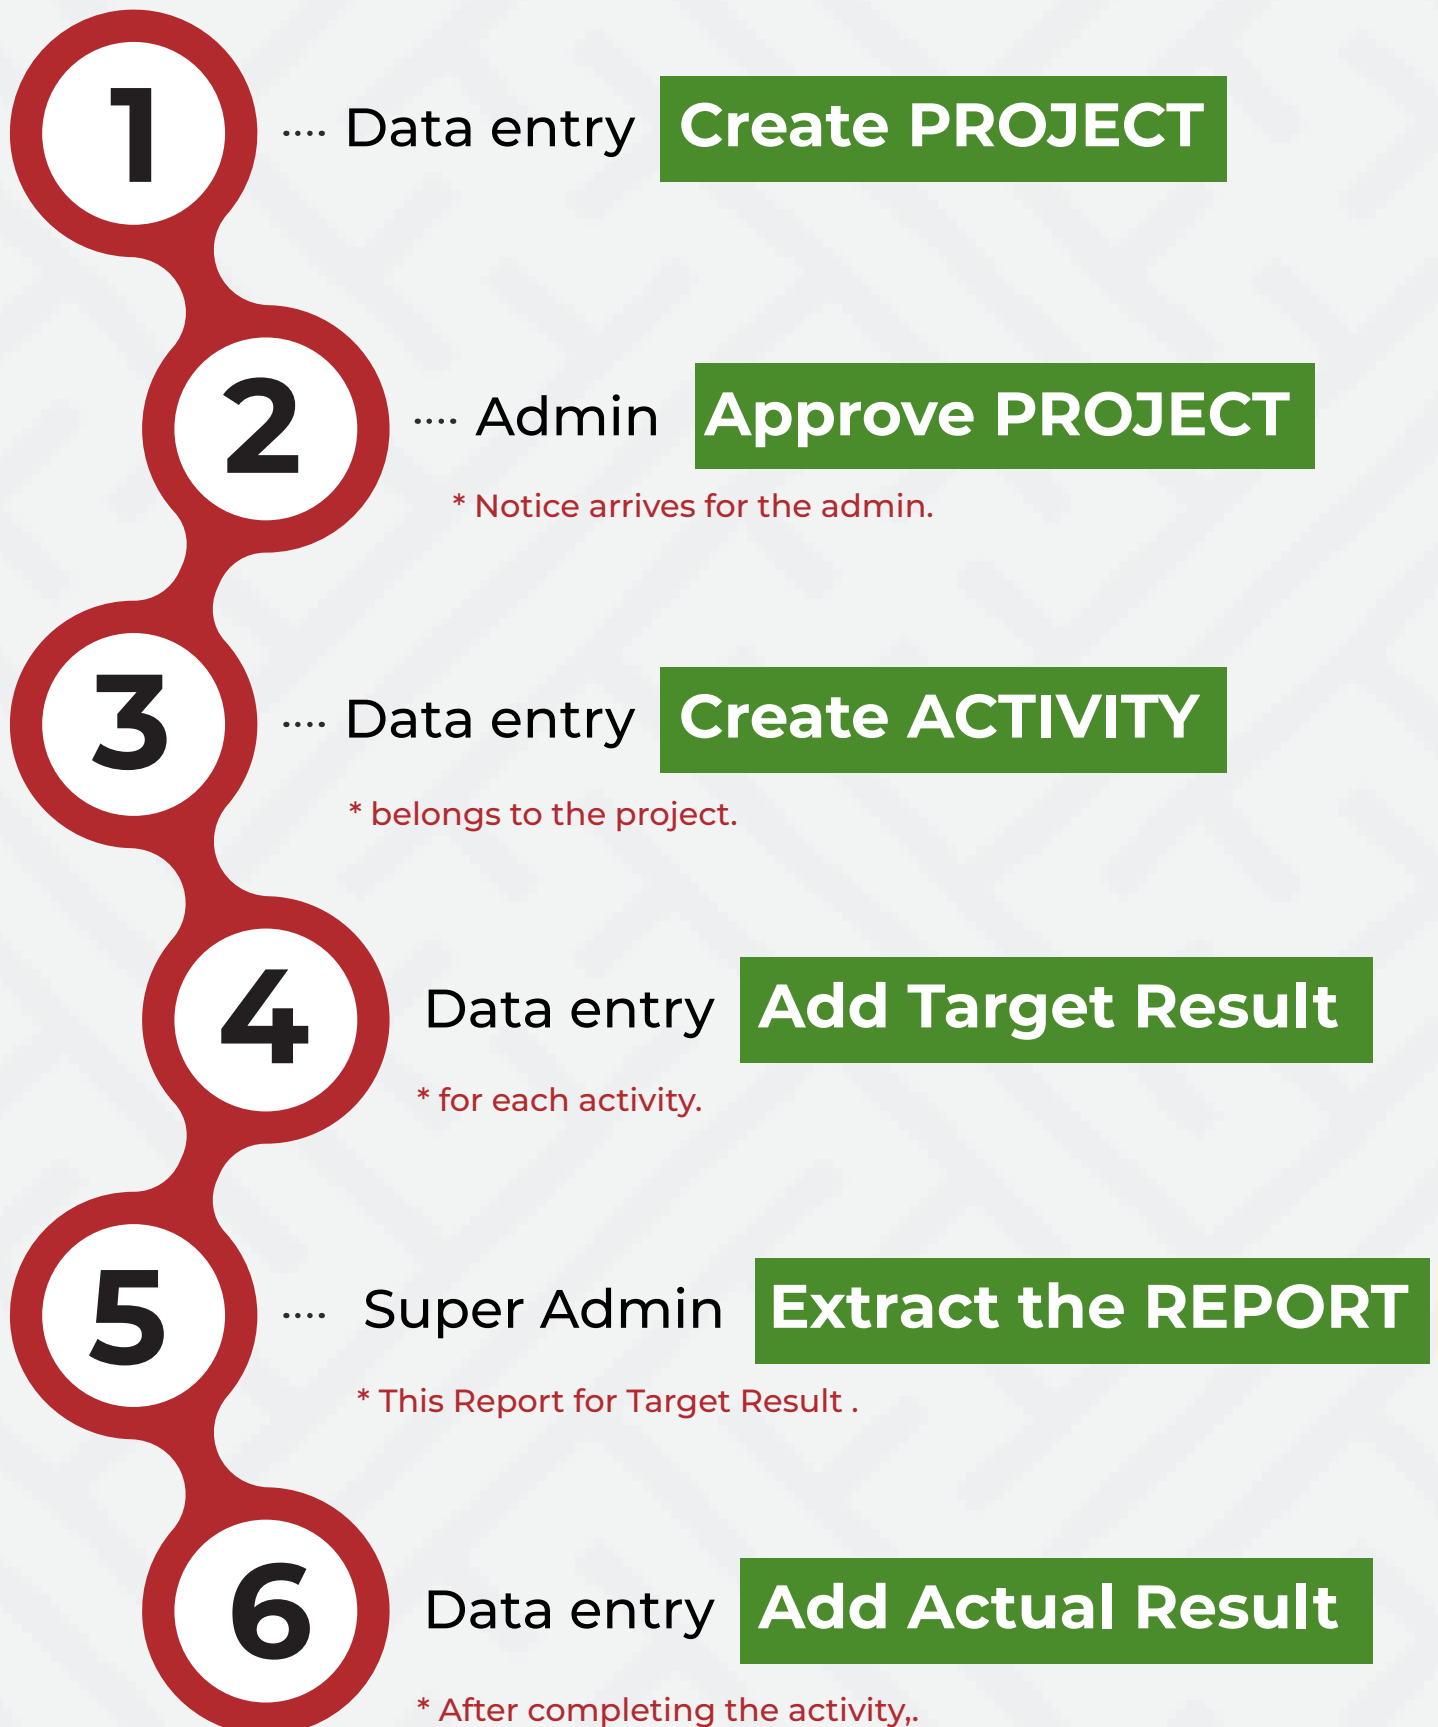 1
.... Data entry Create PROJECT
2
.... Admin Approve PROJECT
* Notice arrives for the admin.
3
.... Data entry Create ACTIVITY
* belongs to the project.
4
Data entry Add Target Result
* for each activity.
5
.... Super Admin Extract the REPORT
* This Report for Target Result .
6
Data entry Add Actual Result
* After completing the activity,.